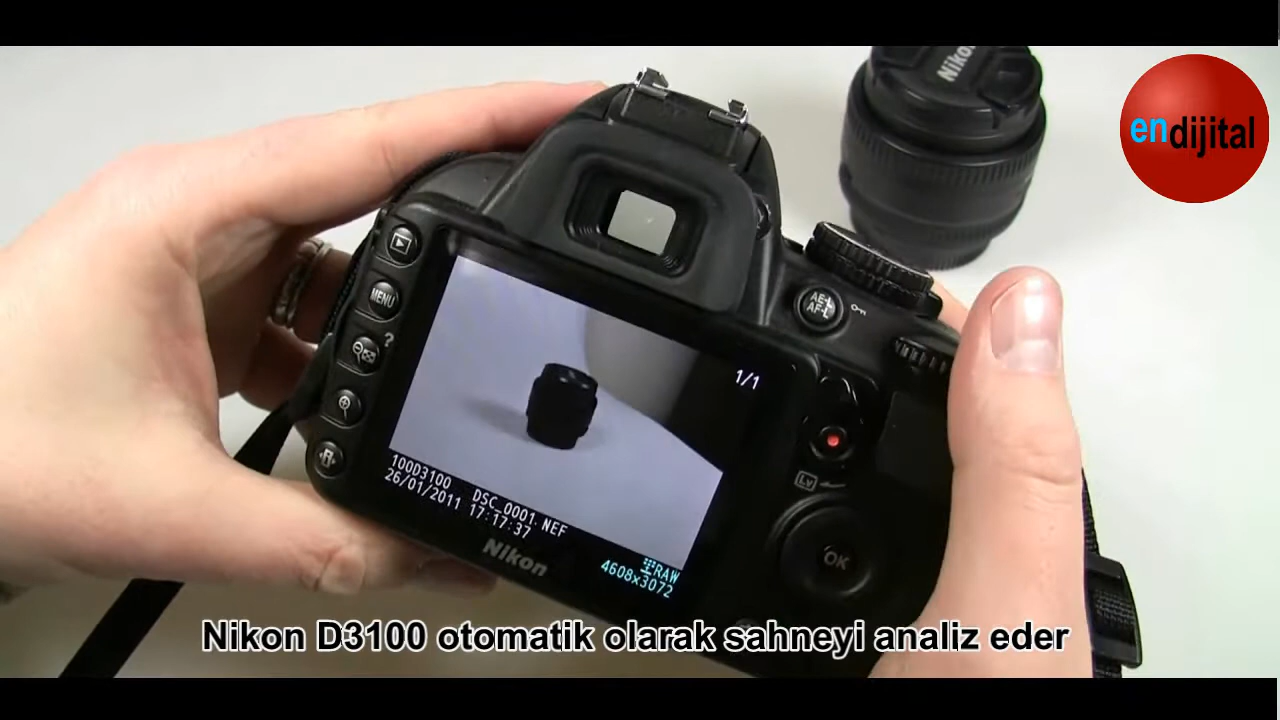 Nikon
endijital
MENU
?
AE-L
AF-L
1/1
Lv
OK
100D3100 DSC_0001.NEF
26/01/2011 17:17:37
RAW
4608x3072
Nikon
Nikon D3100 otomatik olarak sahneyi analiz eder